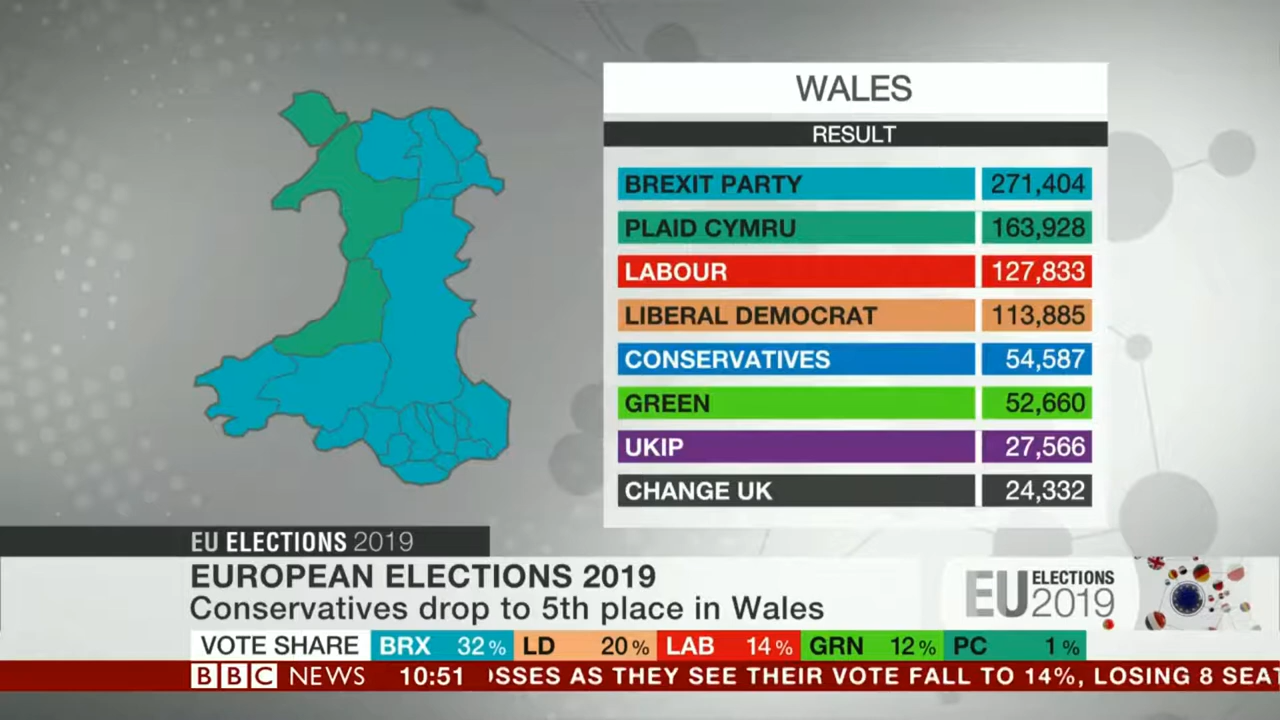 WALES
RESULT
BREXIT PARTY 271,404
PLAID CYMRU 163,928
LABOUR 127,833
LIBERAL DEMOCRAT 113,885
CONSERVATIVES 54,587
GREEN 52,660
UKIP 27,566
CHANGE UK 24,332
EU ELECTIONS 2019
EUROPEAN ELECTIONS 2019
Conservatives drop to 5th place in Wales
EU ELECTIONS 2019
VOTE SHARE BRX 32% LD 20% LAB 14% GRN 12% PC 1%
BBC NEWS 10:51 AS THEY SEE THEIR VOTE FALL TO 14%, LOSING 8